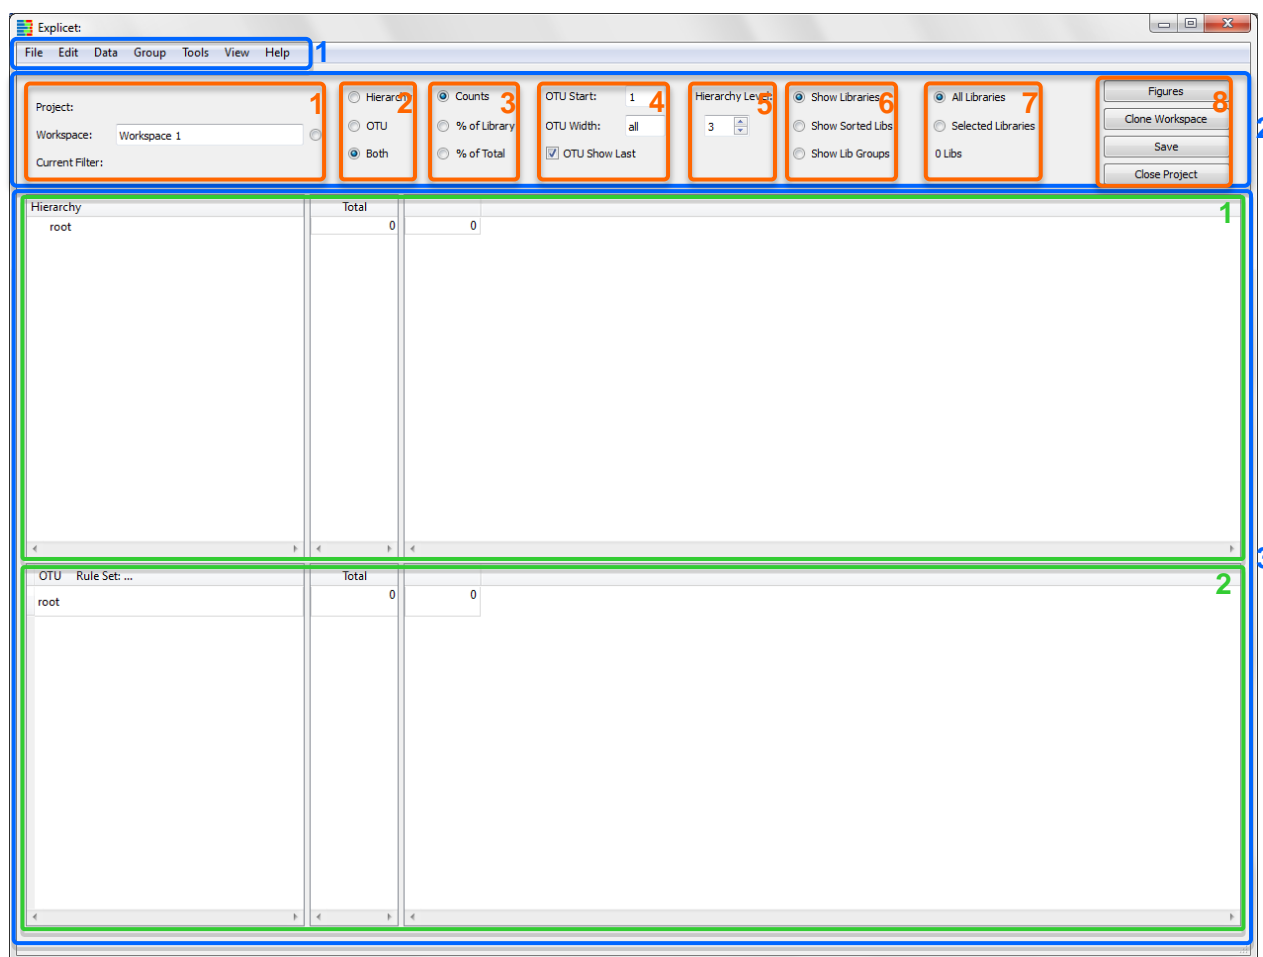 Explicet:
File Edit Data Group Tools View Help 1
Project: 1
Workspace: Workspace 1
Current Filter:
Hierarchy 2
OTU
Both
Counts 3
% of Library
% of Total
OTU Start: 1 4
OTU Width: all
OTU Show Last
Hierarchy Level: 5
3
Show Libraries 6
Show Sorted Libs
Show Lib Groups
All Libraries 7
Selected Libraries
0 Libs
Figures 8
Clone Workspace 2
Save
Close Project
Hierarchy Total 1
root 0 0
3
OTU Rule Set: ... Total 2
root 0 0